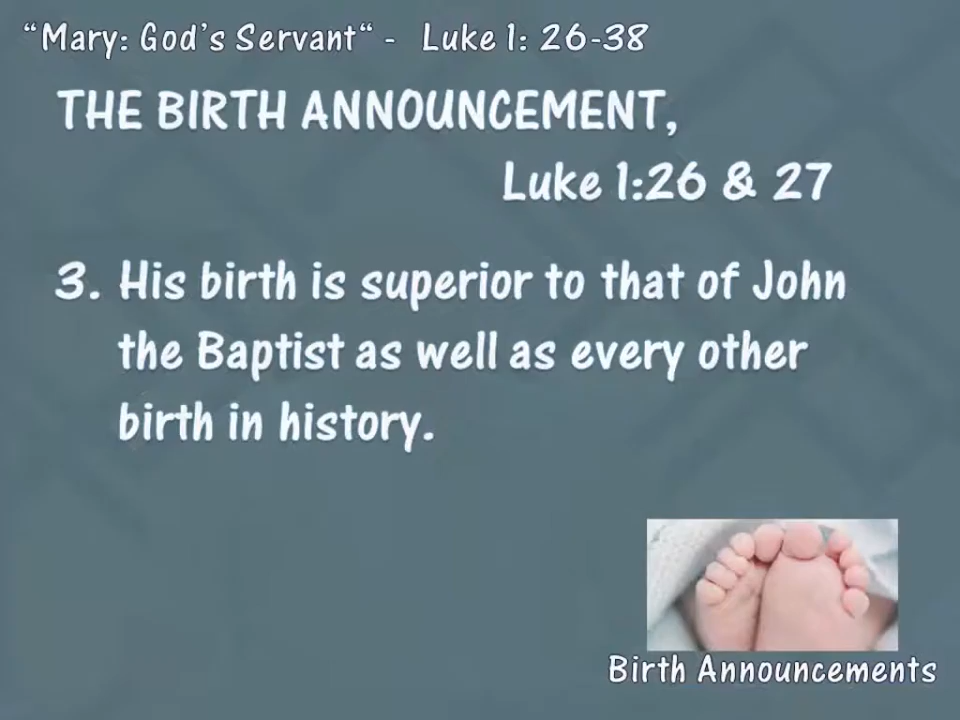 “Mary: God’s Servant“ - Luke 1: 26-38
THE BIRTH ANNOUNCEMENT,
Luke 1:26 & 27
3. His birth is superior to that of John
the Baptist as well as every other
birth in history.
Birth Announcements